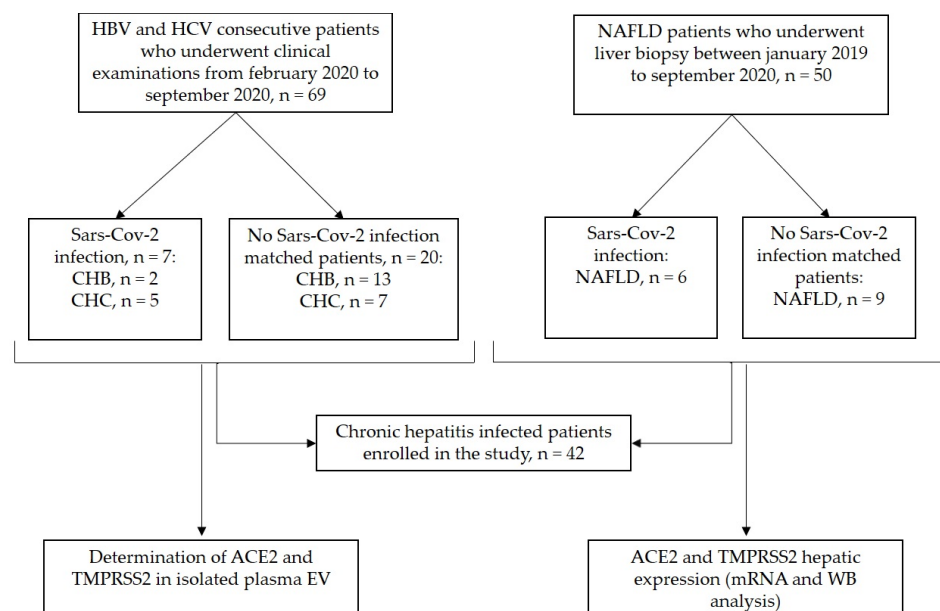 HBV and HCV consecutive patients
who underwent clinical
examinations from february 2020 to
september 2020, n = 69
NAFLD patients who underwent
liver biopsy between january 2019
to september 2020, n = 50
Sars-Cov-2
infection, n = 7:
CHB, n = 2
CHC, n = 5
No Sars-Cov-2 infection
matched patients, n = 20:
CHB, n = 13
CHC, n = 7
Sars-Cov-2
infection:
NAFLD, n = 6
No Sars-Cov-2
infection matched
patients:
NAFLD, n = 9
Chronic hepatitis infected patients
enrolled in the study, n = 42
Determination of ACE2 and
TMPRSS2 in isolated plasma EV
ACE2 and TMPRSS2 hepatic
expression (mRNA and WB
analysis)